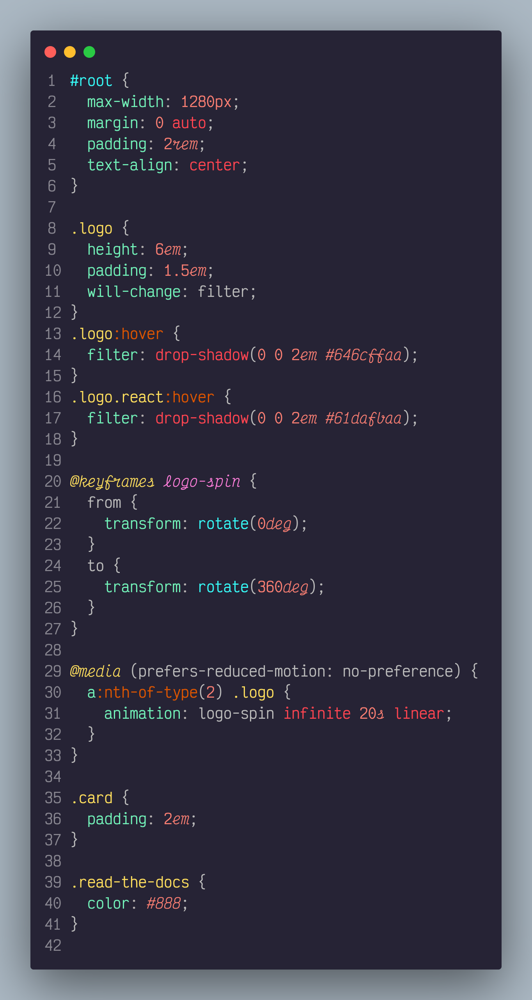 1 #root {
2   max-width: 1280px;
3   margin: 0 auto;
4   padding: 2rem;
5   text-align: center;
6 }
7
8 .logo {
9   height: 6em;
10   padding: 1.5em;
11   will-change: filter;
12 }
13 .logo:hover {
14   filter: drop-shadow(0 0 2em #646cffaa);
15 }
16 .logo.react:hover {
17   filter: drop-shadow(0 0 2em #61dafbaa);
18 }
19
20 @keyframes logo-spin {
21   from {
22     transform: rotate(0deg);
23   }
24   to {
25     transform: rotate(360deg);
26   }
27 }
28
29 @media (prefers-reduced-motion: no-preference) {
30   a:nth-of-type(2) .logo {
31     animation: logo-spin infinite 20s linear;
32   }
33 }
34
35 .card {
36   padding: 2em;
37 }
38
39 .read-the-docs {
40   color: #888;
41 }
42